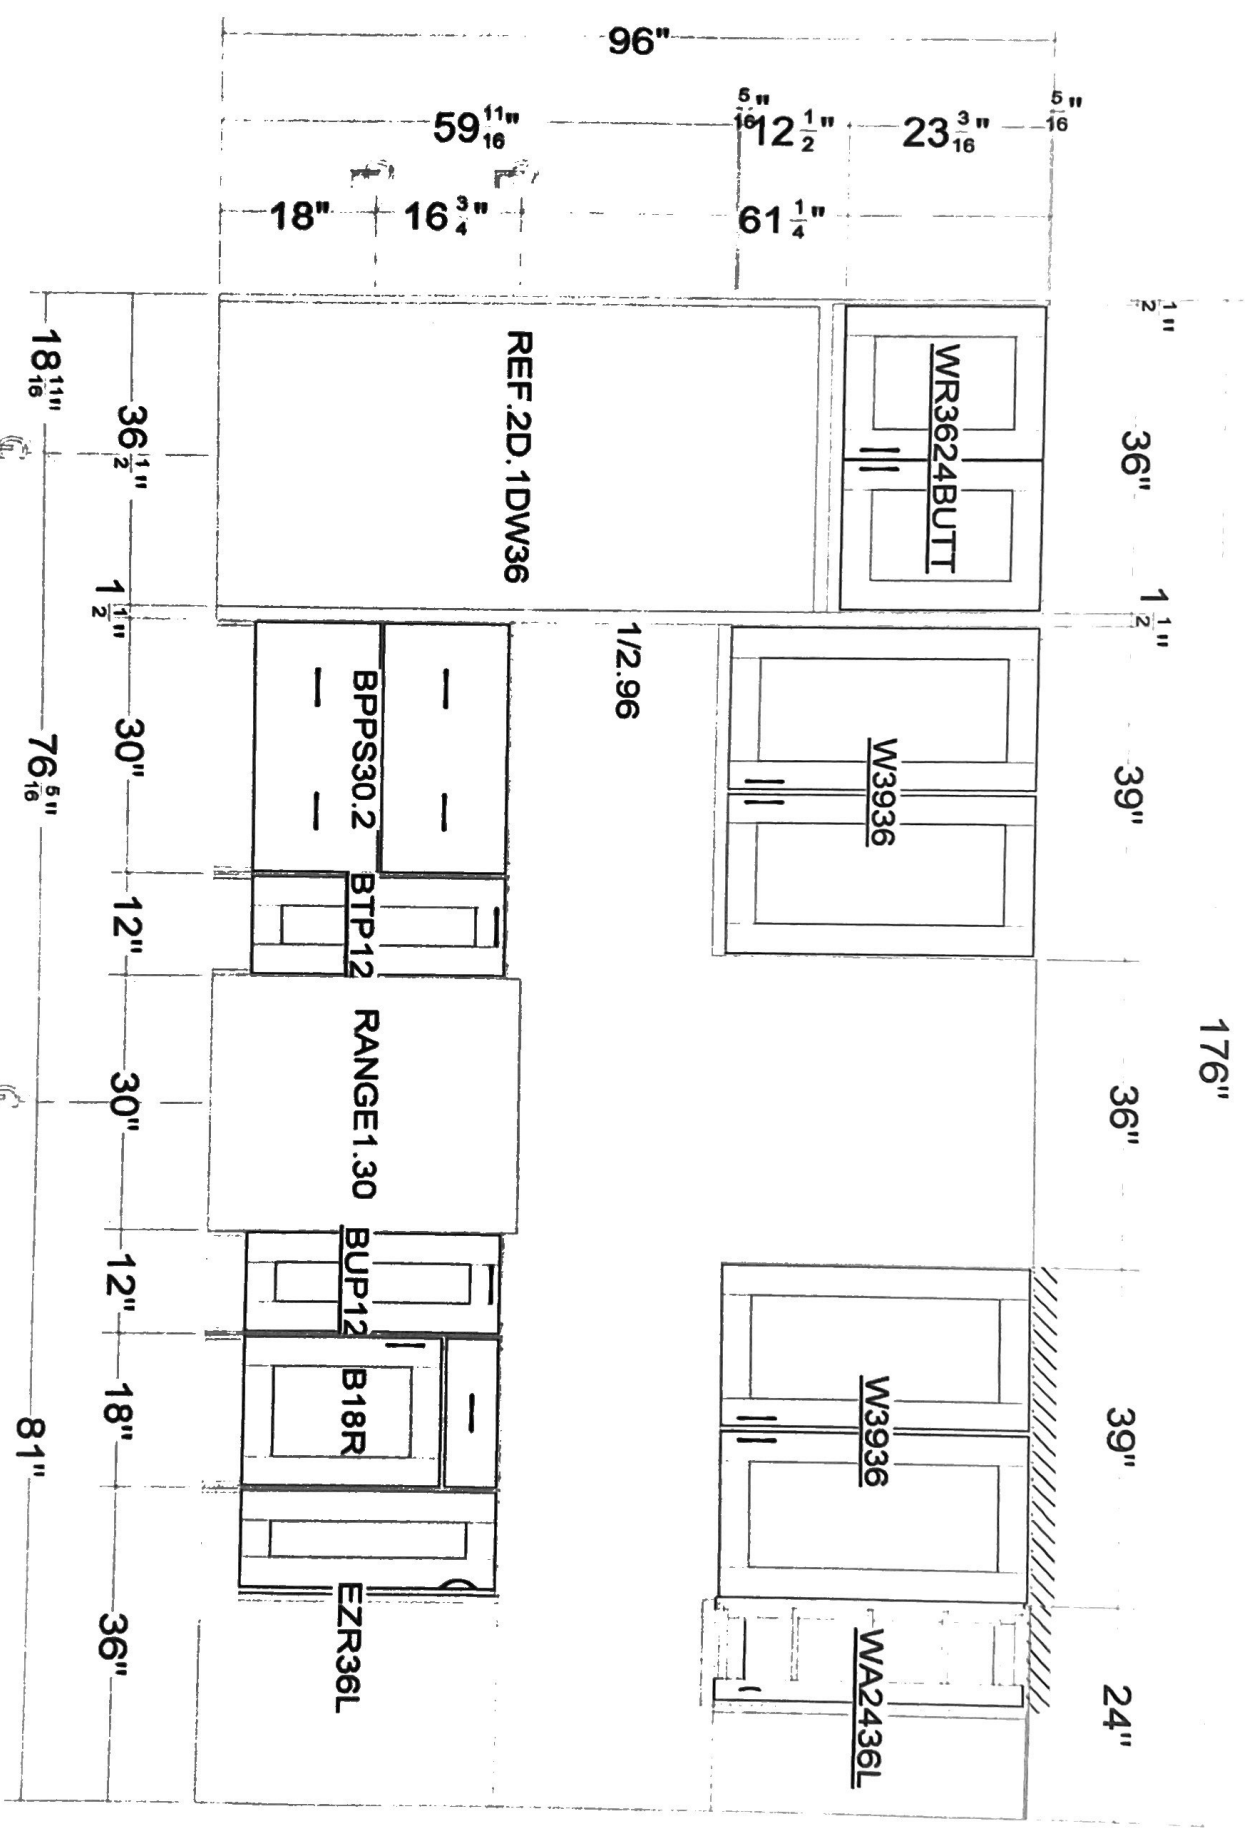 176"
1/2" 36" 1 1/2" 39" 36" 39" 24"
WR3624BUTT
W3936
W3936
WA2436L
REF.2D.1DW36
1/2.96
BPPS30.2
BTP12
RANGE1.30
BUP12
B18R
EZR36L
96"
5/16"
23 3/16"
12 1/2"
5/16"
59 11/16"
61 1/4"
16 3/4"
18"
36 1/2" 1 1/2" 30" 12" 30" 12" 18" 36"
18 11/16" 76 5/16" 81"